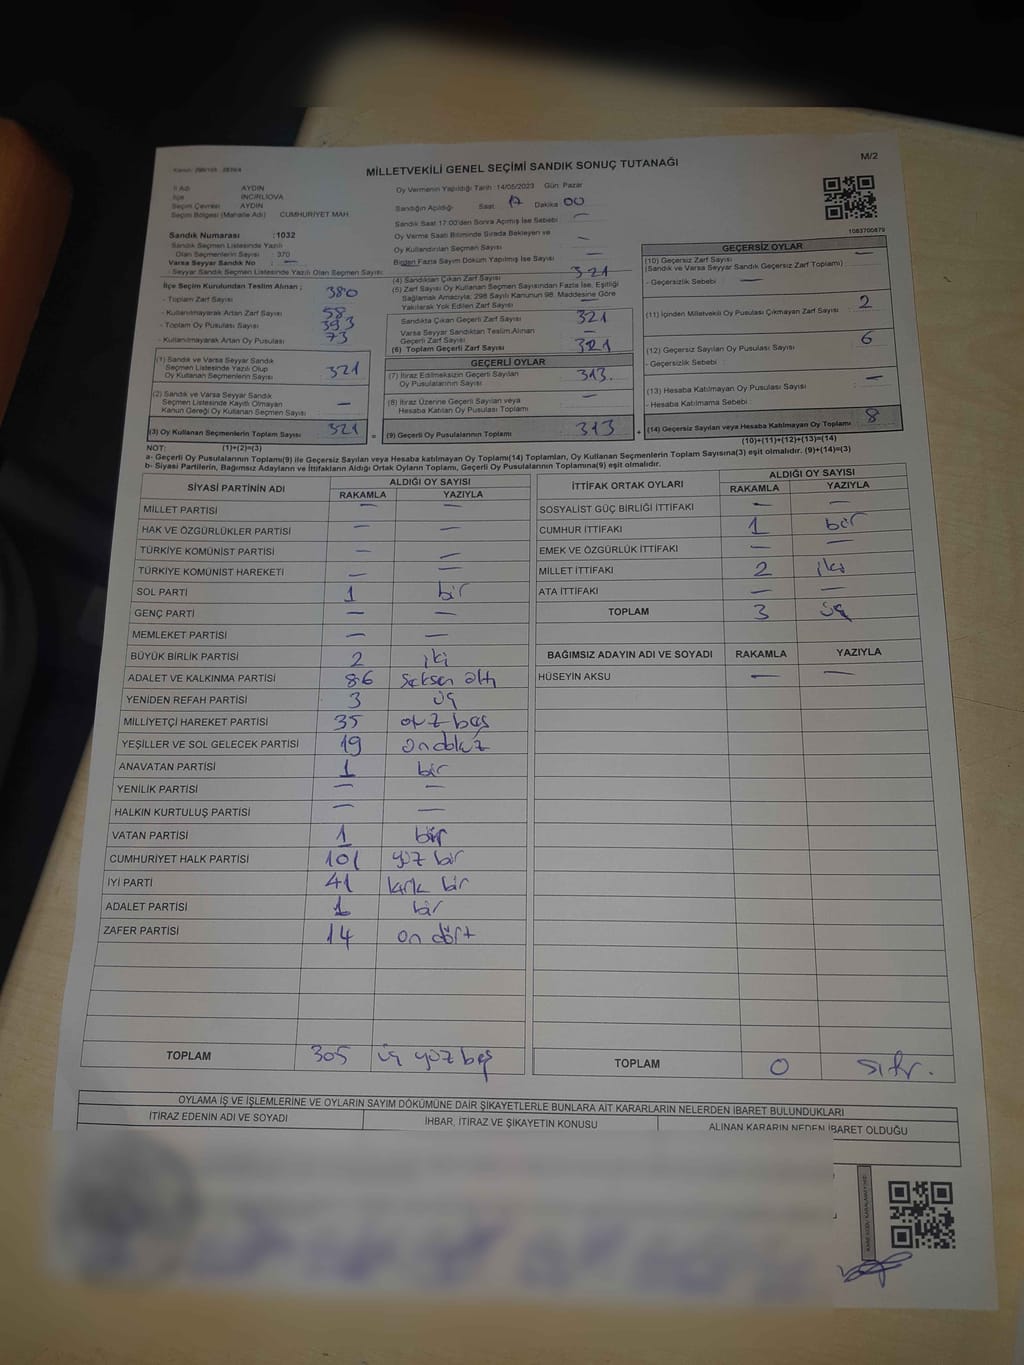 MİLLETVEKİLİ GENEL SEÇİMİ SANDIK SONUÇ TUTANAĞI
M/2
İl Adı AYDIN
İlçe İNCİRLİOVA
Seçim Çevresi AYDIN
Seçim Bölgesi (Mahalle Adı) CUMHURİYET MAH.
Sandık Numarası :1032
Sandık Seçmen Listesinde Yazılı
Olan Seçmenlerin Sayısı 370
Varsa Seyyar Sandık No : —
- Seyyar Sandık Seçmen Listesinde Yazılı Olan Seçmen Sayısı:
Oy Vermenin Yapıldığı Tarih :14/05/2023 Gün: Pazar
Sandığın Açıldığı Saat 17 Dakika 00
Sandık Saat 17:00'den Sonra Açılmış İse Sebebi —
Oy Verme Saati Bitiminde Sırada Bekleyen ve
Oy Kullandırılan Seçmen Sayısı —
Birden Fazla Sayım Döküm Yapılmış İse Sayısı —
1083700879
İlçe Seçim Kurulundan Teslim Alınan ;
- Toplam Zarf Sayısı 380
- Kullanılmayarak Artan Zarf Sayısı 58
- Toplam Oy Pusulası Sayısı 393
- Kullanılmayarak Artan Oy Pusulası 73
(1) Sandık ve Varsa Seyyar Sandık
Seçmen Listesinde Yazılı Olup
Oy Kullanan Seçmenlerin Sayısı 321
(2) Sandık ve Varsa Seyyar Sandık
Seçmen Listesinde Kayıtlı Olmayan
Kanun Gereği Oy Kullanan Seçmen Sayısı —
(3) Oy Kullanan Seçmenlerin Toplam Sayısı 321
(4) Sandıktan Çıkan Zarf Sayısı 321
(5) Zarf Sayısı Oy Kullanan Seçmen Sayısından Fazla İse, Eşitliği
Sağlamak Amacıyla; 298 Sayılı Kanunun 98. Maddesine Göre
Yakılarak Yok Edilen Zarf Sayısı —
Sandıkta Çıkan Geçerli Zarf Sayısı 321
Varsa Seyyar Sandıktan Teslim Alınan
Geçerli Zarf Sayısı —
(6) Toplam Geçerli Zarf Sayısı 321
GEÇERLİ OYLAR
(7) İtiraz Edilmeksizin Geçerli Sayılan
Oy Pusulalarının Sayısı 313.
(8) İtiraz Üzerine Geçerli Sayılan veya
Hesaba Katılan Oy Pusulası Toplamı —
= (9) Geçerli Oy Pusulalarının Toplamı 313
GEÇERSİZ OYLAR
(10) Geçersiz Zarf Sayısı —
(Sandık ve Varsa Seyyar Sandık Geçersiz Zarf Toplamı)
- Geçersizlik Sebebi : —
(11) İçinden Milletvekili Oy Pusulası Çıkmayan Zarf Sayısı 2
(12) Geçersiz Sayılan Oy Pusulası Sayısı 6
- Geçersizlik Sebebi :
(13) Hesaba Katılmayan Oy Pusulası Sayısı —
- Hesaba Katılmama Sebebi :
+ (14) Geçersiz Sayılan veya Hesaba Katılmayan Oy Toplamı 8
(10)+(11)+(12)+(13)=(14)
NOT: (1)+(2)=(3)
a- Geçerli Oy Pusulalarının Toplamı(9) ile Geçersiz Sayılan veya Hesaba katılmayan Oy Toplamı(14) Toplamları, Oy Kullanan Seçmenlerin Toplam Sayısına(3) eşit olmalıdır. (9)+(14)=(3)
b- Siyasi Partilerin, Bağımsız Adayların ve İttifakların Aldığı Ortak Oyların Toplamı, Geçerli Oy Pusulalarının Toplamına(9) eşit olmalıdır.
SİYASİ PARTİNİN ADI ALDIĞI OY SAYISI
RAKAMLA YAZIYLA
MİLLET PARTİSİ — —
HAK VE ÖZGÜRLÜKLER PARTİSİ — —
TÜRKİYE KOMÜNİST PARTİSİ — —
TÜRKİYE KOMÜNİST HAREKETİ — —
SOL PARTİ 1 bir
GENÇ PARTİ — —
MEMLEKET PARTİSİ — —
BÜYÜK BİRLİK PARTİSİ 2 iki
ADALET VE KALKINMA PARTİSİ 86 Seksen altı
YENİDEN REFAH PARTİSİ 3 üç
MİLLİYETÇİ HAREKET PARTİSİ 35 otuz beş
YEŞİLLER VE SOL GELECEK PARTİSİ 19 on dokuz
ANAVATAN PARTİSİ 1 bir
YENİLİK PARTİSİ — —
HALKIN KURTULUŞ PARTİSİ — —
VATAN PARTİSİ 1 bir
CUMHURİYET HALK PARTİSİ 101 yüz bir
İYİ PARTİ 41 kırk bir
ADALET PARTİSİ 1 bir
ZAFER PARTİSİ 14 on dört
TOPLAM 305 üç yüz beş
İTTİFAK ORTAK OYLARI ALDIĞI OY SAYISI
RAKAMLA YAZIYLA
SOSYALİST GÜÇ BİRLİĞİ İTTİFAKI — —
CUMHUR İTTİFAKI 1 bir
EMEK VE ÖZGÜRLÜK İTTİFAKI — —
MİLLET İTTİFAKI 2 iki
ATA İTTİFAKI — —
TOPLAM 3 üç
BAĞIMSIZ ADAYIN ADI VE SOYADI RAKAMLA YAZIYLA
HÜSEYİN AKSU — —
TOPLAM 0 sıfır.
OYLAMA İŞ VE İŞLEMLERİNE VE OYLARIN SAYIM DÖKÜMÜNE DAİR ŞİKAYETLERLE BUNLARA AİT KARARLARIN NELERDEN İBARET BULUNDUKLARI
İTİRAZ EDENİN ADI VE SOYADI İHBAR, İTİRAZ VE ŞİKAYETİN KONUSU ALINAN KARARIN NEDEN İBARET OLDUĞU